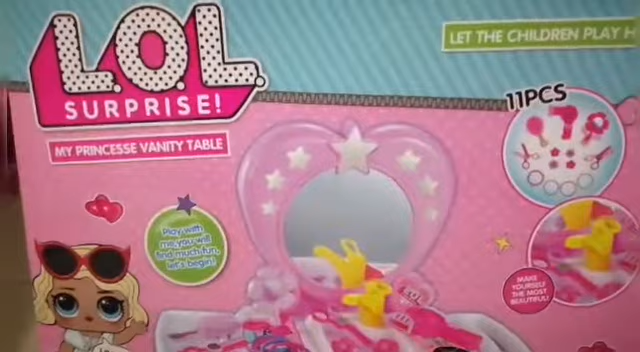 L.O.L.
SURPRISE!
MY PRINCESSE VANITY TABLE
LET THE CHILDREN PLAY
11PCS
Play with
me,you will
find much fun,
let's begin!
MAKE
YOURSELF
THE MOST
BEAUTIFUL!
LOL